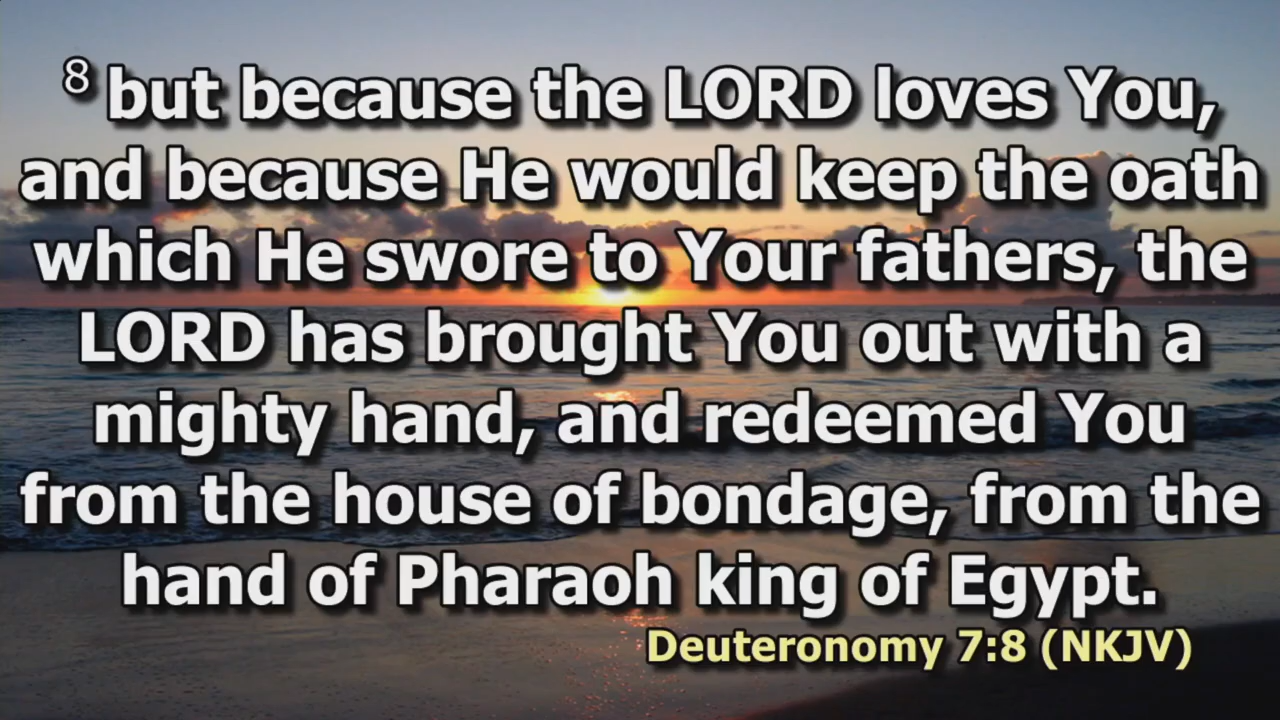 8 but because the LORD loves You,
and because He would keep the oath
which He swore to Your fathers, the
LORD has brought You out with a
mighty hand, and redeemed You
from the house of bondage, from the
hand of Pharaoh king of Egypt.
Deuteronomy 7:8 (NKJV)